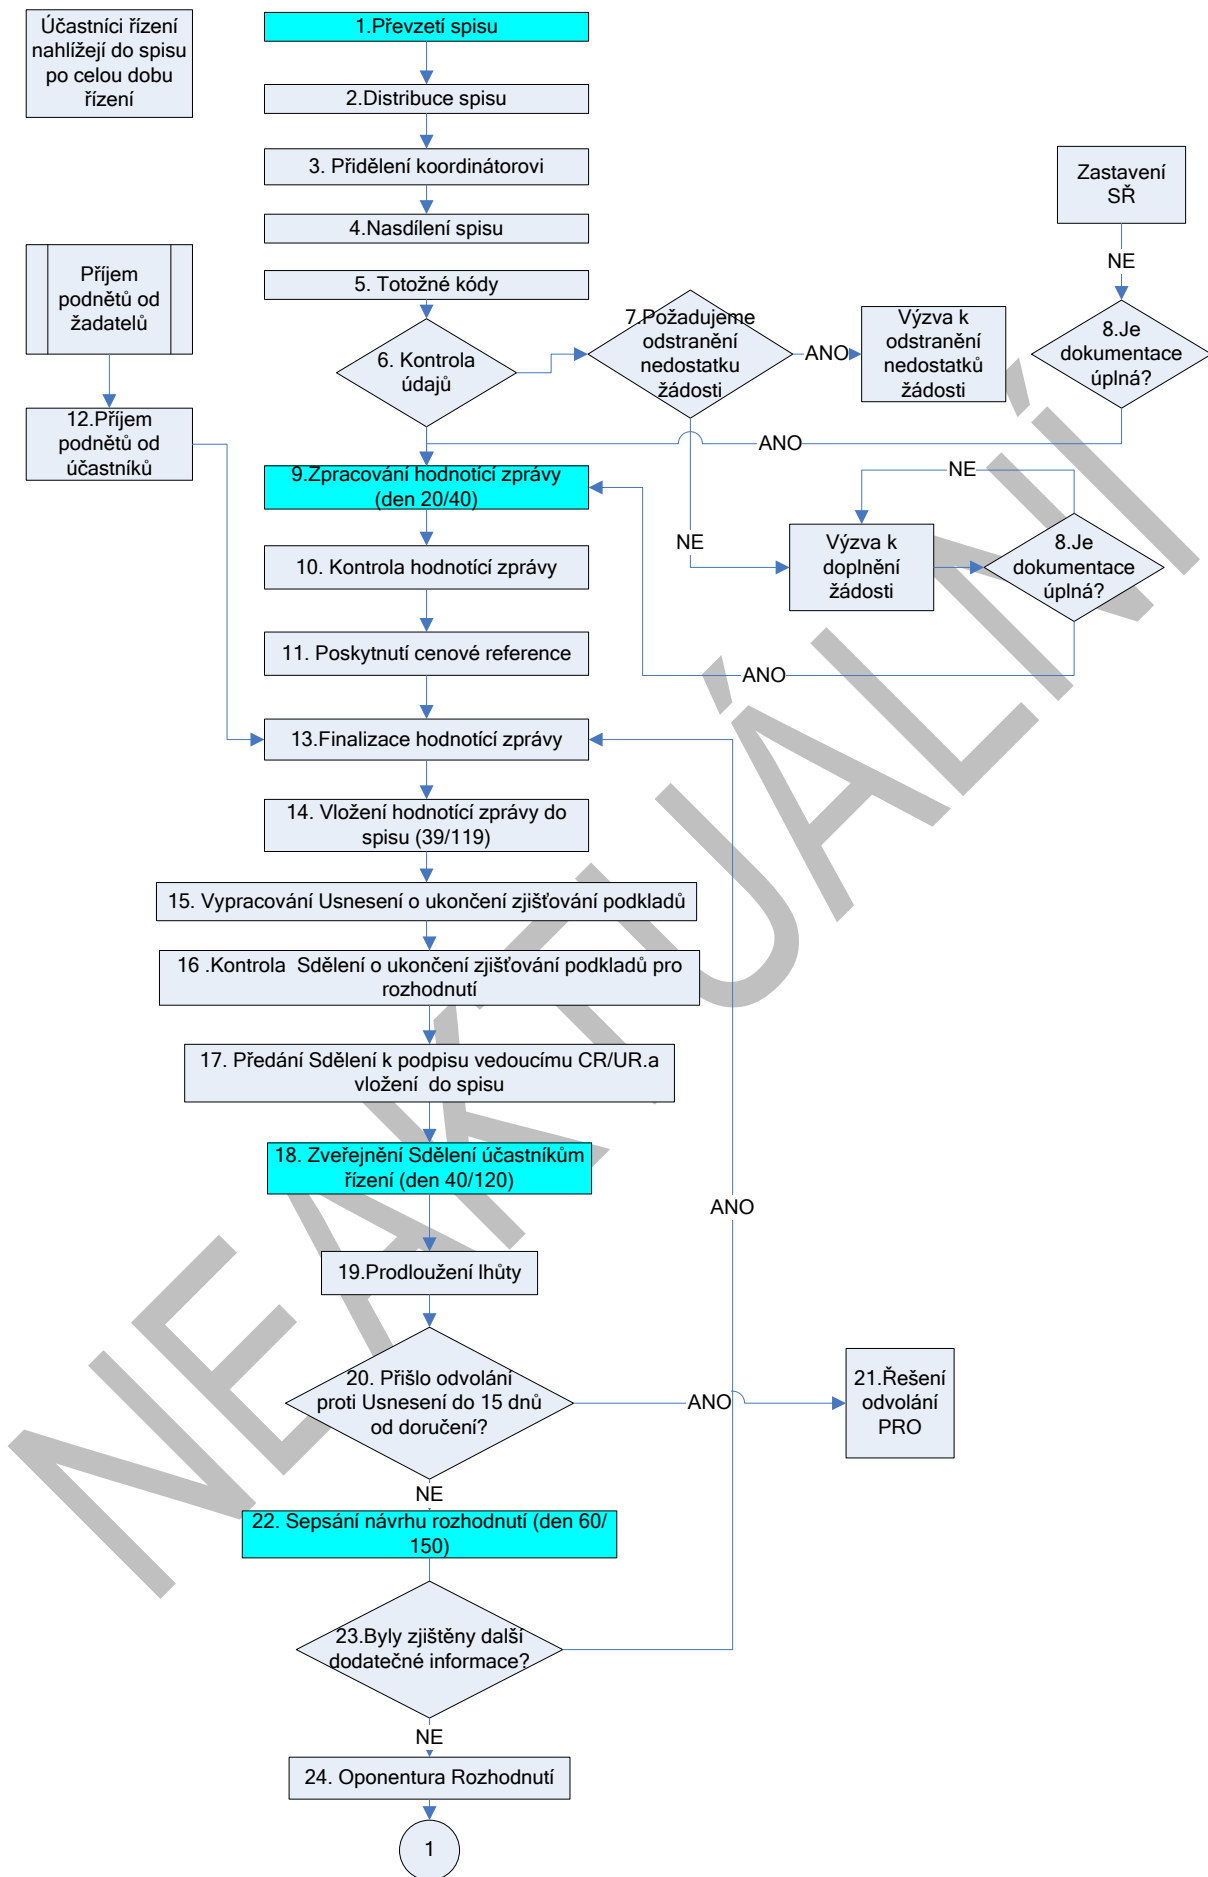 Účastníci řízení
nahlížejí do spisu
po celou dobu
řízení
1.Převzetí spisu
2.Distribuce spisu
3. Přidělení koordinátorovi
4.Nasdílení spisu
Zastavení
SŘ
NE
Příjem
podnětů od
žadatelů
5. Totožné kódy
6. Kontrola
údajů
7.Požadujeme
odstranění
nedostatku
žádosti
ANO
Výzva k
odstranění
nedostatků
žádosti
8.Je
dokumentace
úplná?
ANO
12.Příjem
podnětů od
účastníků
9.Zpracování hodnotící zprávy
(den 20/40)
NE
NE
Výzva k
doplnění
žádosti
8.Je
dokumentace
úplná?
ANO
10. Kontrola hodnotící zprávy
11. Poskytnutí cenové reference
13.Finalizace hodnotící zprávy
14. Vložení hodnotící zprávy do
spisu (39/119)
15. Vypracování Usnesení o ukončení zjišťování podkladů
16 .Kontrola  Sdělení o ukončení zjišťování podkladů pro
rozhodnutí
17. Předání Sdělení k podpisu vedoucímu CR/UR.a
vložení  do spisu
18. Zveřejnění Sdělení účastníkům
řízení (den 40/120)
ANO
19.Prodloužení lhůty
20. Přišlo odvolání
proti Usnesení do 15 dnů
od doručení?
ANO
21.Řešení
odvolání
PRO
NE
22. Sepsání návrhu rozhodnutí (den 60/
150)
23.Byly zjištěny další
dodatečné informace?
NE
24. Oponentura Rozhodnutí
1
NEAKTUÁLNÍ